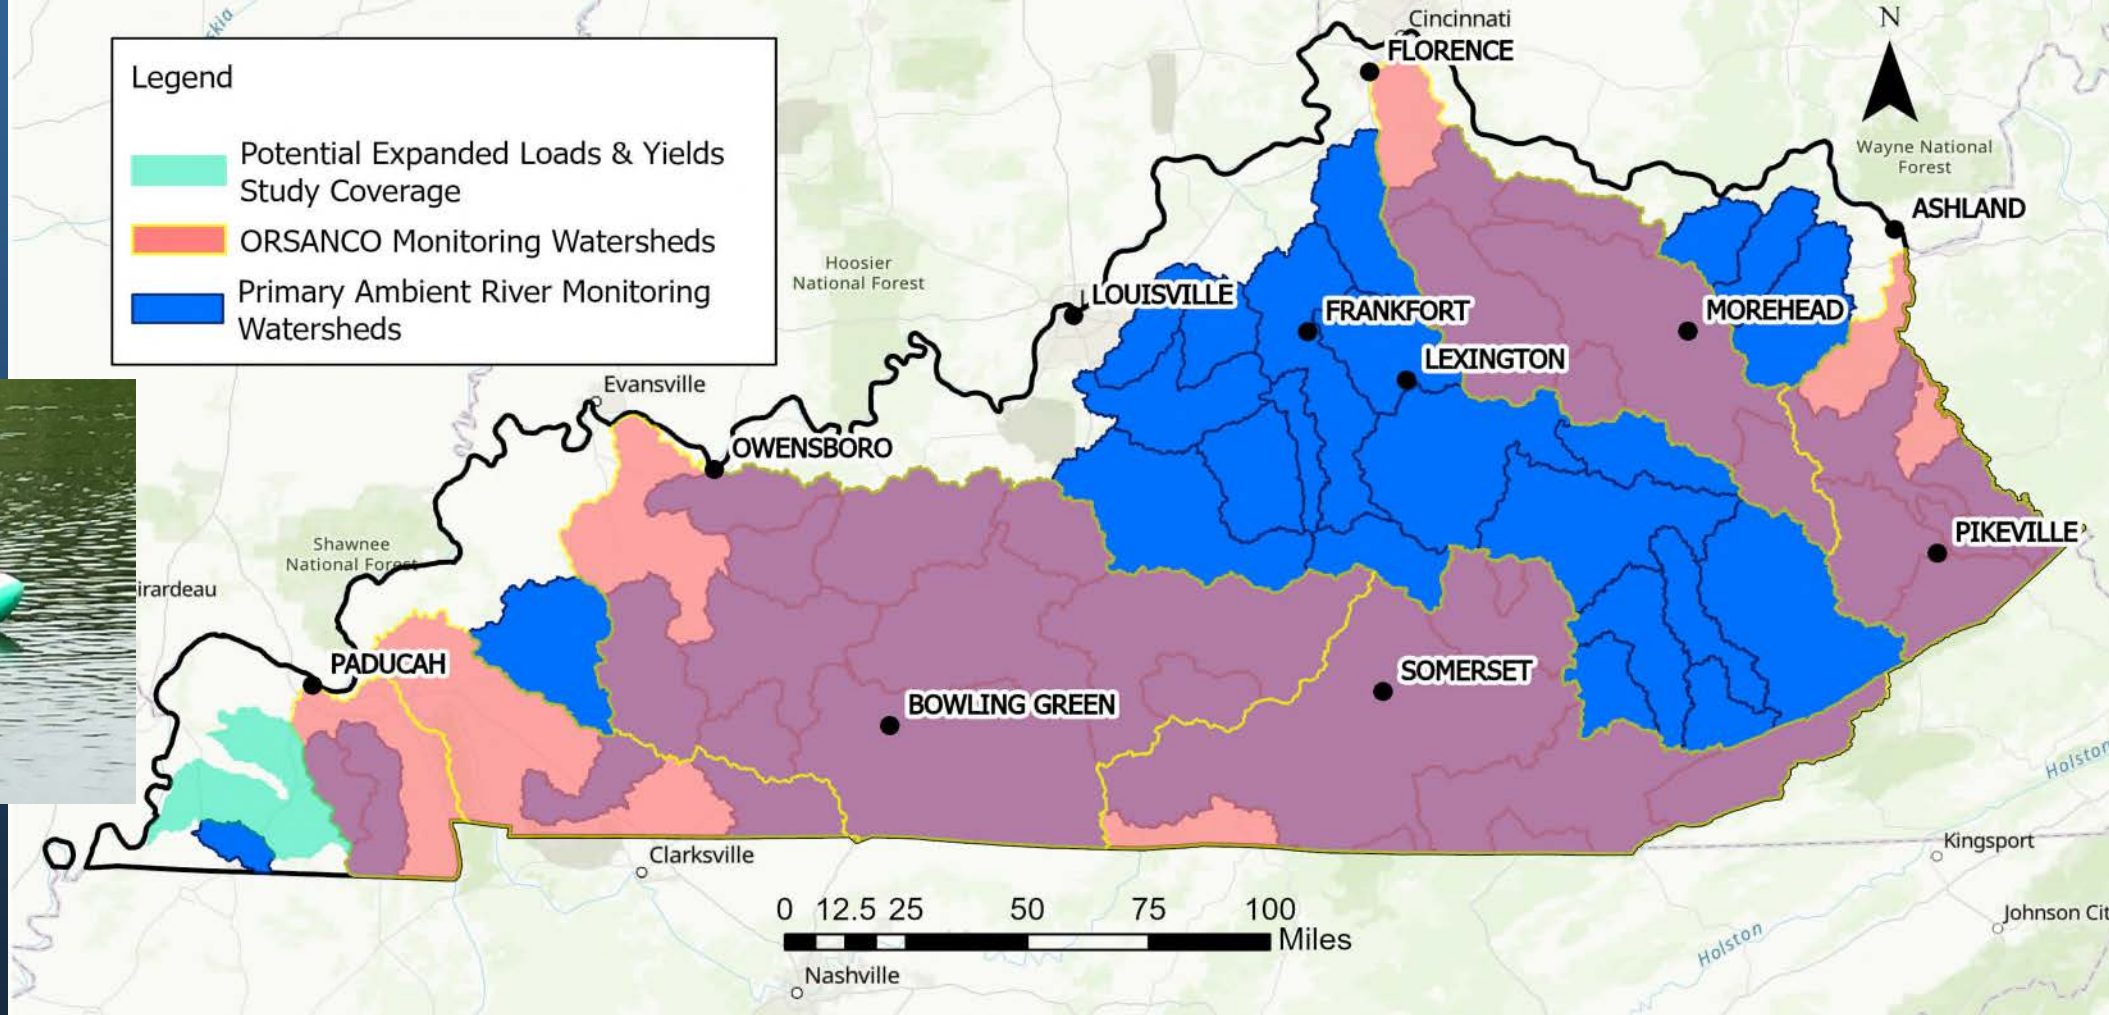 Legend
Potential Expanded Loads & Yields
Study Coverage
ORSANCO Monitoring Watersheds
Primary Ambient River Monitoring
Watersheds
N
Cincinnati
FLORENCE
Wayne National
Forest
ASHLAND
Hoosier
National Forest
LOUISVILLE
FRANKFORT
MOREHEAD
LEXINGTON
Evansville
OWENSBORO
Shawnee
National Forest
irardeau
PIKEVILLE
PADUCAH
SOMERSET
BOWLING GREEN
Holston
Clarksville
Kingsport
0 12.5 25 50 75 100
Miles
Johnson Cit
Holston
Nashville
skia